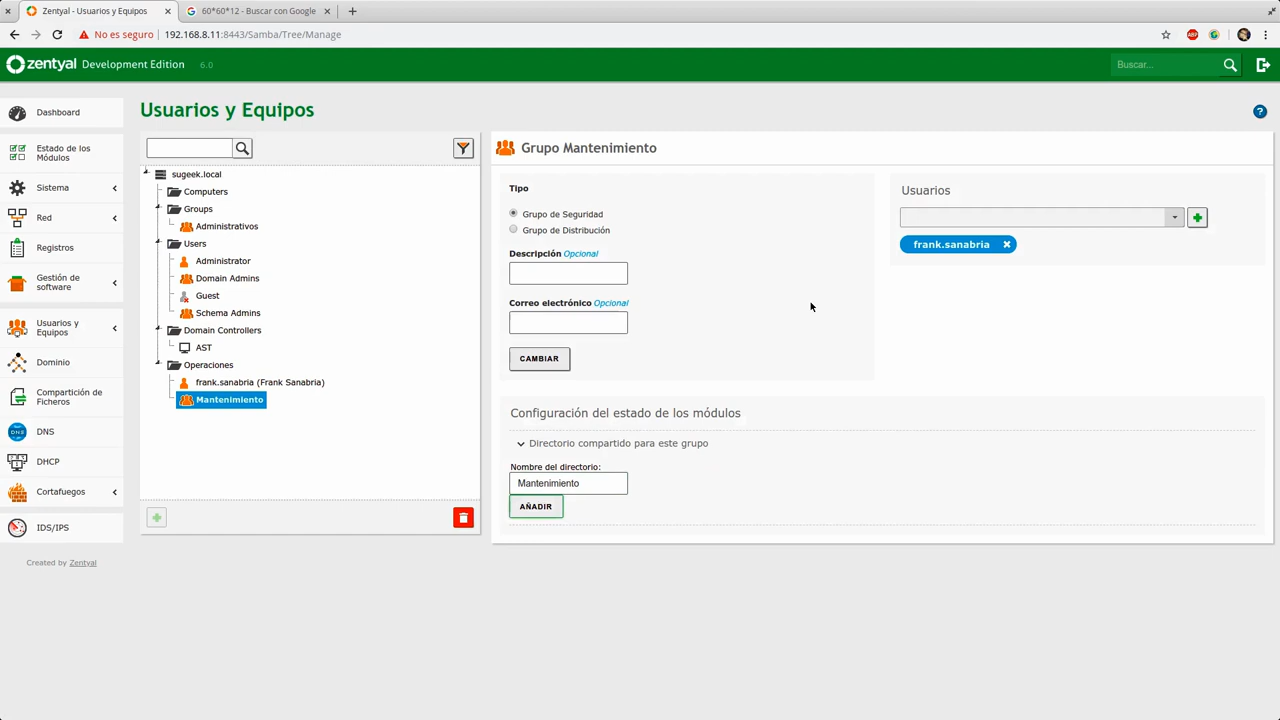 Zentyal - Usuarios y Equipos
60*60*12 - Buscar con Google
No es seguro
192.168.8.11:8443/Samba/Tree/Manage
ABP
zentyal Development Edition 6.0
Buscar...
Dashboard
Estado de los
Módulos
Sistema
Red
Registros
Gestión de
software
Usuarios y
Equipos
Dominio
Compartición de
Ficheros
DNS
DNS
DHCP
Cortafuegos
IDS/IPS
Created by Zentyal
Usuarios y Equipos
?
sugeek.local
Computers
Groups
Administrativos
Users
Administrator
Domain Admins
Guest
Schema Admins
Domain Controllers
AST
Operaciones
frank.sanabria (Frank Sanabria)
Mantenimiento
Grupo Mantenimiento
Tipo
Grupo de Seguridad
Grupo de Distribución
Descripción Opcional
Correo electrónico Opcional
CAMBIAR
Usuarios
frank.sanabria
Configuración del estado de los módulos
Directorio compartido para este grupo
Nombre del directorio:
Mantenimiento
AÑADIR